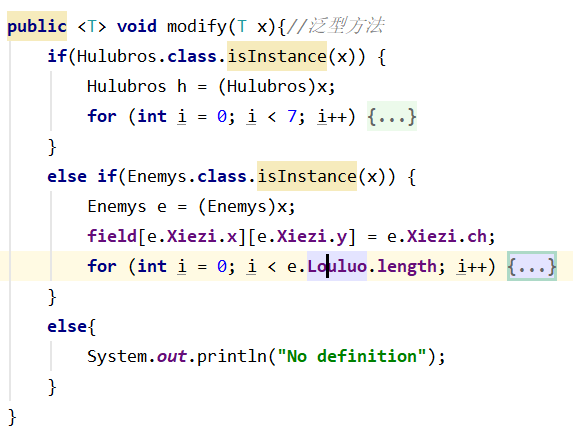 public <T> void modify(T x){//泛型方法
if(Hulubros.class.isInstance(x)) {
Hulubros h = (Hulubros)x;
for (int i = 0; i < 7; i++) {...}
}
else if(Enemys.class.isInstance(x)) {
Enemys e = (Enemys)x;
field[e.Xiezi.x][e.Xiezi.y] = e.Xiezi.ch;
for (int i = 0; i < e.Louluo.length; i++) {...}
}
else{
System.out.println("No definition");
}
}